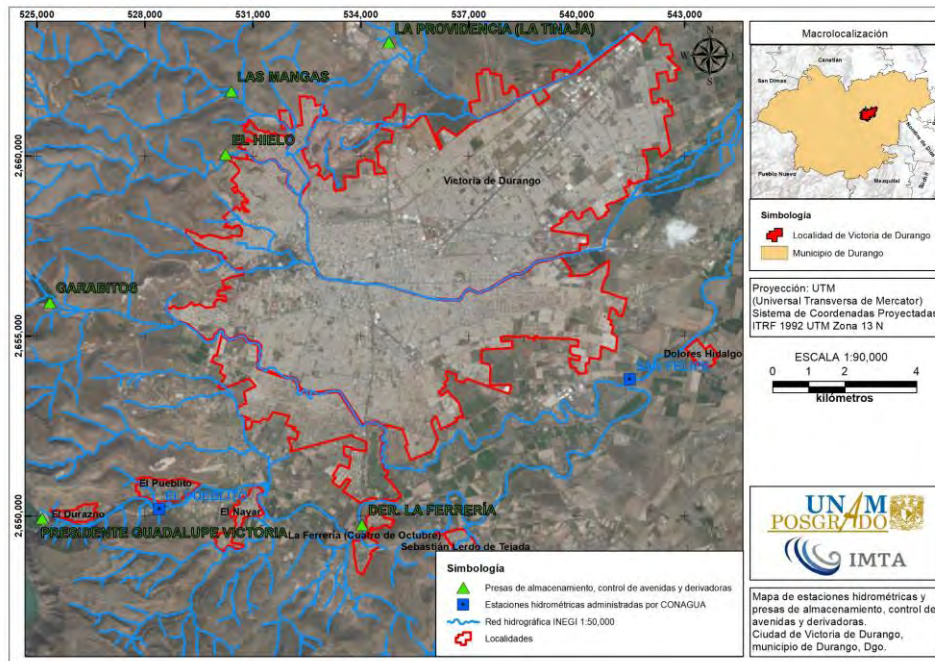 525,000 528,000 531,000 534,000 537,000 540,000 543,000
2,660,000
2,655,000
2,650,000
LA PROVIDENCIA (LA TINAJA)
LAS MANGAS
EL HIELO
Victoria de Durango
GARABITOS
Dolores Hidalgo
SAN FELIPE
El Pueblito
EL PUEBLITO
El Durazno
El Nayar
DER. LA FERRERÍA
PRESIDENTE GUADALUPE VICTORIA
La Ferrería (Cuatro de Octubre)
Sebastián Lerdo de Tejada
N
W
E
S
Simbología
Presas de almacenamiento, control de avenidas y derivadoras
Estaciones hidrométricas administradas por CONAGUA
Red hidrográfica INEGI 1:50,000
Localidades
Macrolocalización
Canatlán
San Dimas
Nombre de Dios
Pueblo Nuevo
Mezquital
Súchil
Simbología
Localidad de Victoria de Durango
Municipio de Durango
Proyección: UTM
(Universal Transversa de Mercator)
Sistema de Coordenadas Proyectadas
ITRF 1992 UTM Zona 13 N
ESCALA 1:90,000
0 1 2 4
kilómetros
UNAM
POSGRADO
IMTA
Mapa de estaciones hidrométricas y
presas de almacenamiento, control de
avenidas y derivadoras.
Ciudad de Victoria de Durango,
municipio de Durango, Dgo.